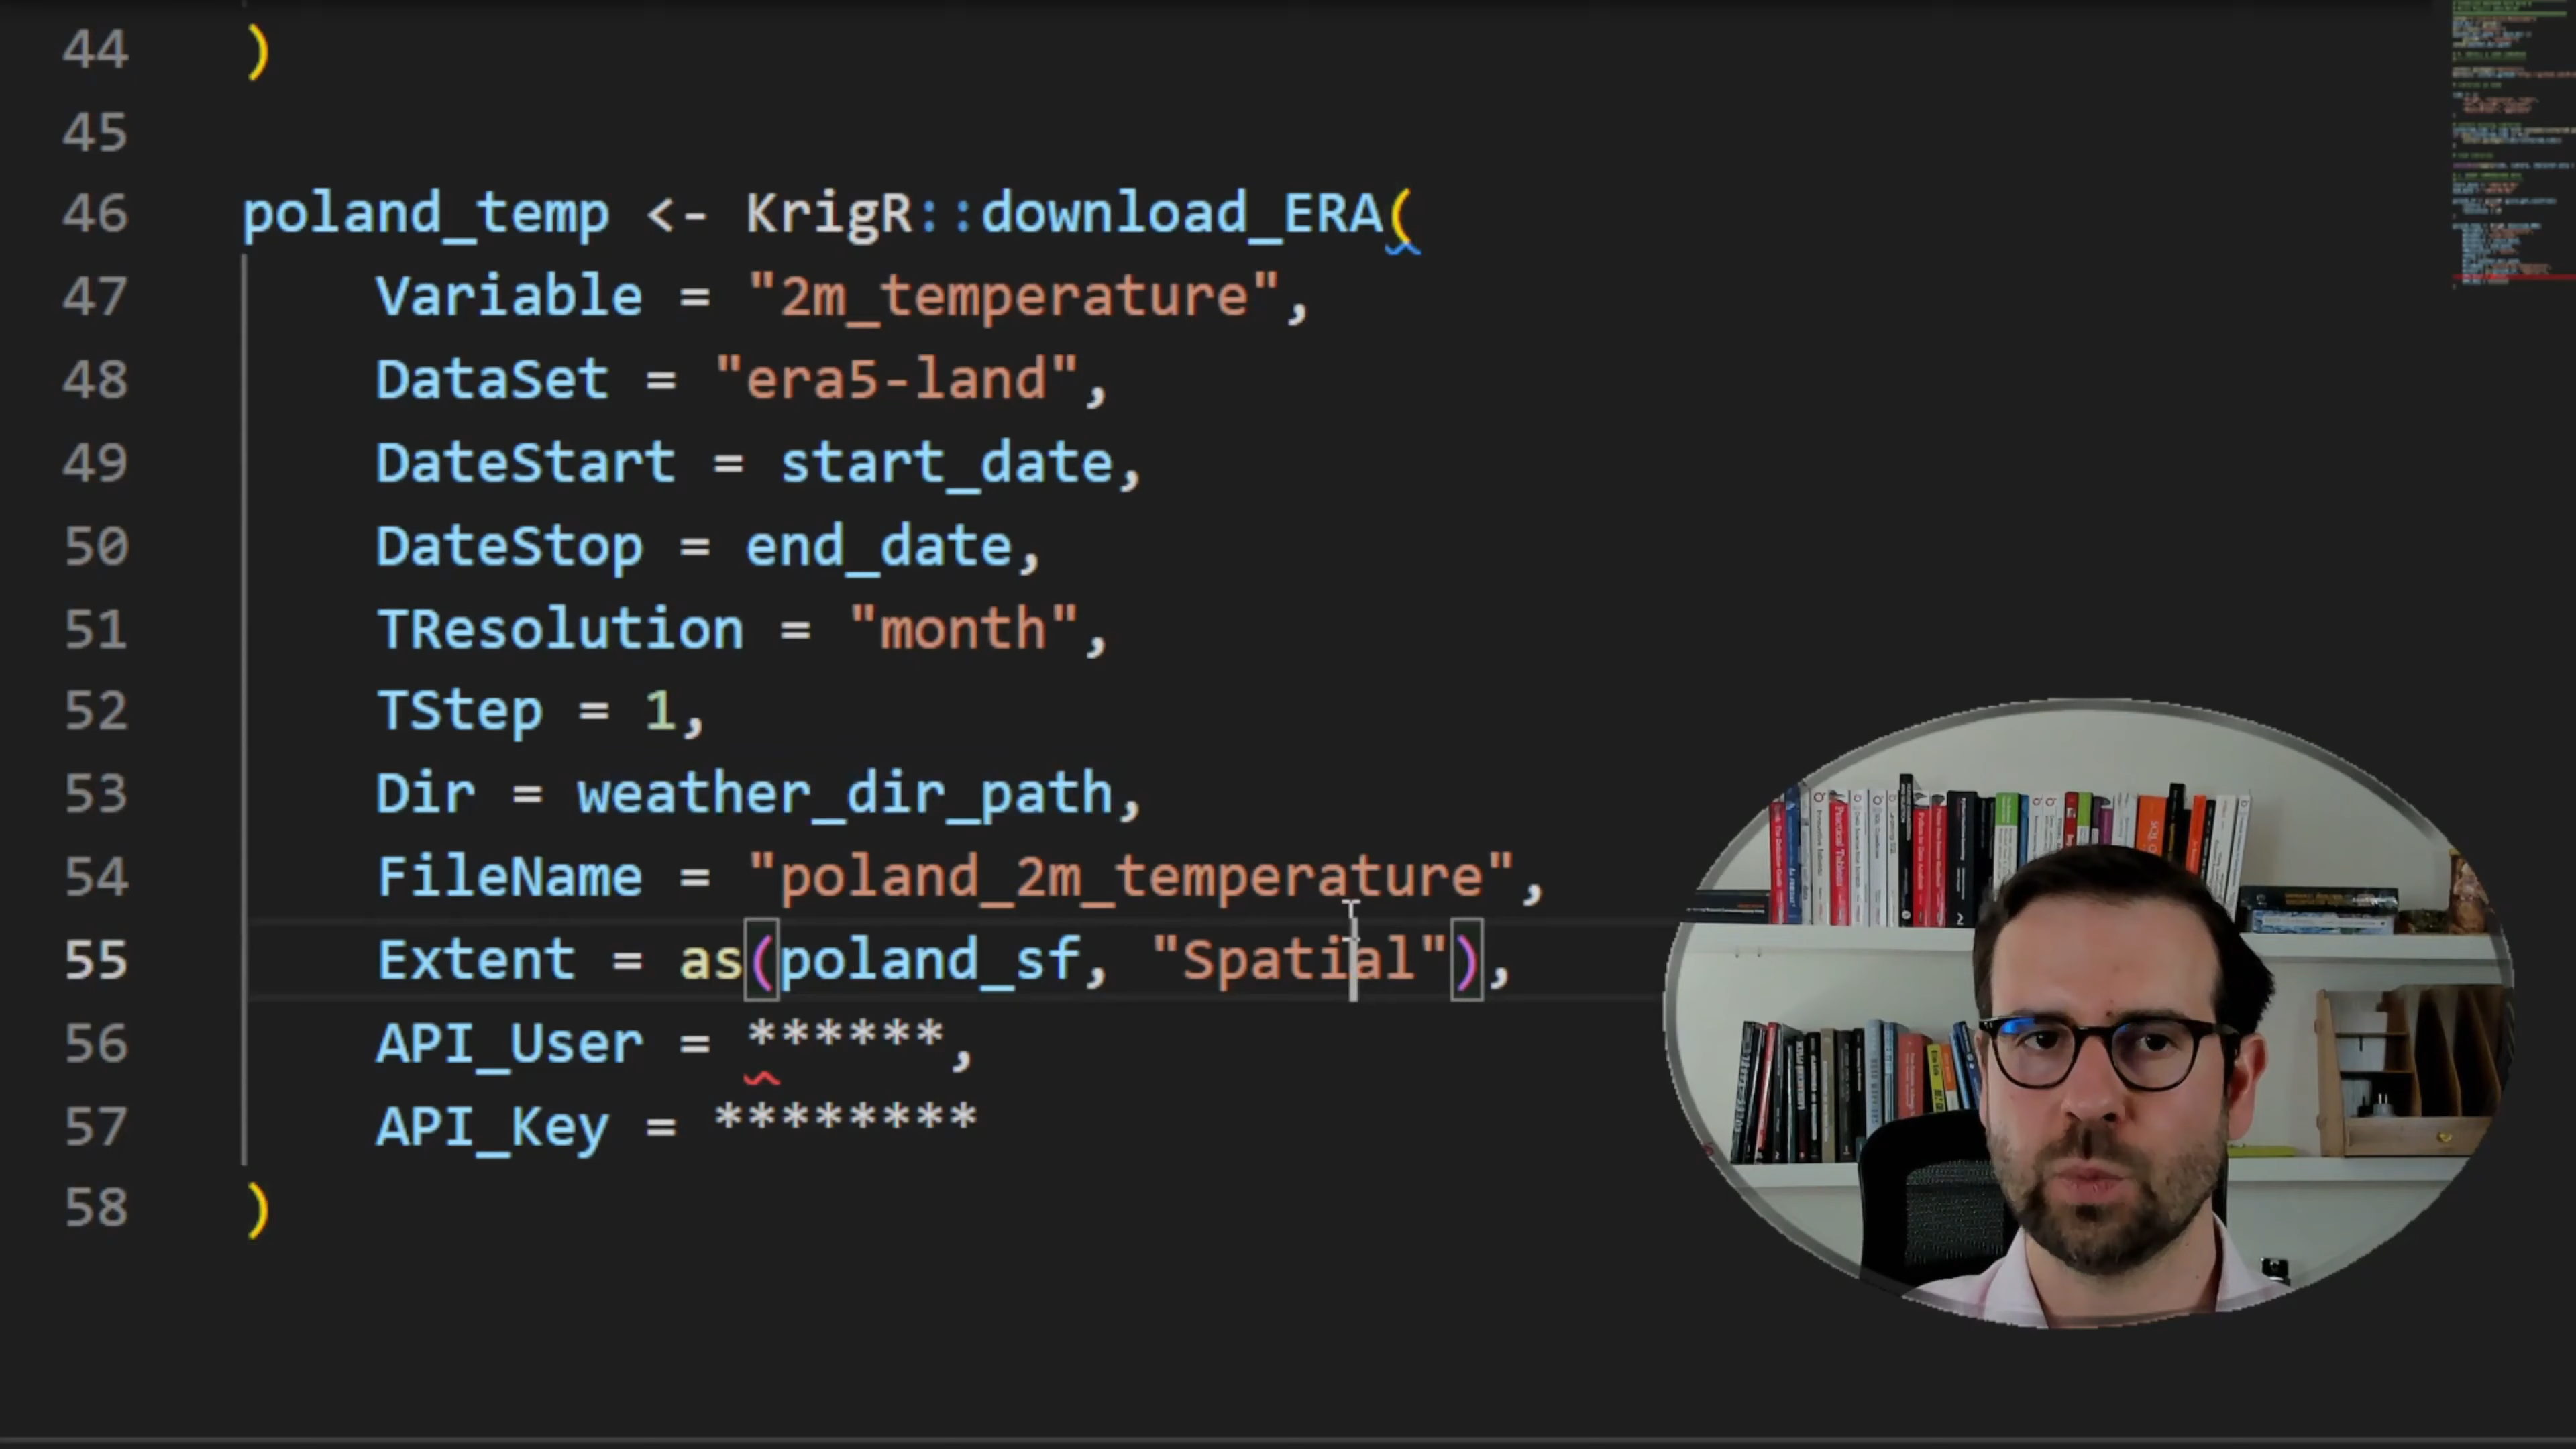 44 )
45
46 poland_temp <- KrigR::download_ERA(
47 Variable = "2m_temperature",
48 DataSet = "era5-land",
49 DateStart = start_date,
50 DateStop = end_date,
51 TResolution = "month",
52 TStep = 1,
53 Dir = weather_dir_path,
54 FileName = "poland_2m_temperature",
55 Extent = as(poland_sf, "Spatial"),
56 API_User = ******,
57 API_Key = ********
58 )